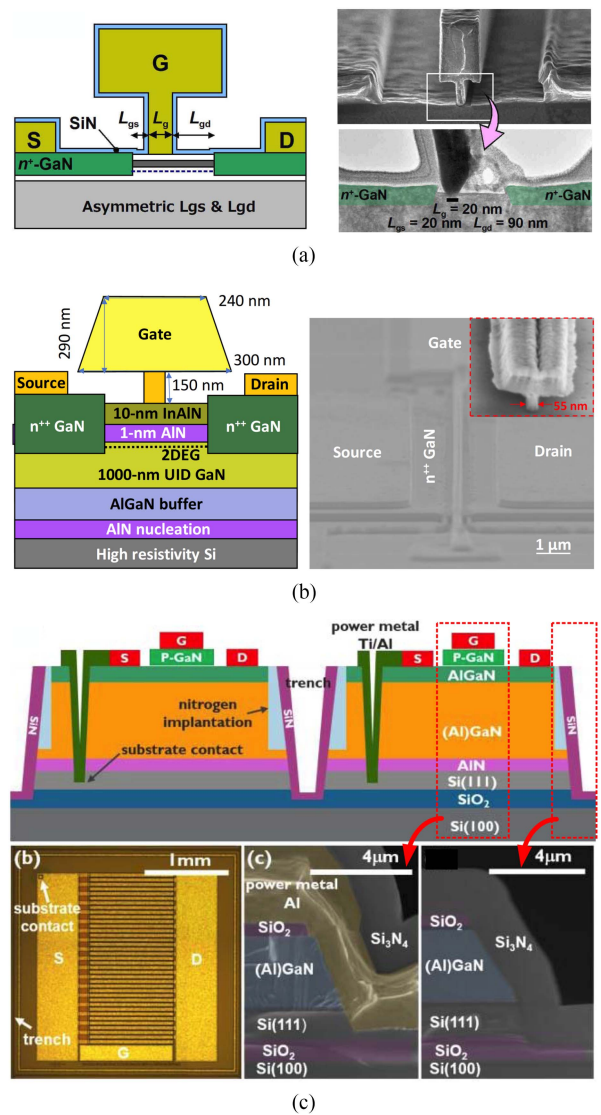 G
Lgs Lg Lgd
SiN
S
D
n+-GaN
Asymmetric Lgs & Lgd
n+-GaN
n+-GaN
Lg = 20 nm
Lgs = 20 nm Lgd = 90 nm
(a)
240 nm
290 nm
Gate
300 nm
150 nm
Source
Drain
10-nm InAlN
n++ GaN
1-nm AlN
n++ GaN
2DEG
1000-nm UID GaN
AlGaN buffer
AlN nucleation
High resistivity Si
Gate
55 nm
Source
n++ GaN
Drain
1 μm
(b)
power metal
Ti/Al
G
G
S
P-GaN
D
S
P-GaN
D
trench
AlGaN
SiN
nitrogen
implantation
SiN
(Al)GaN
substrate contact
AlN
Si(111)
SiO2
Si(100)
(b)
1mm
substrate
contact
S
D
trench
G
(c)
4μm
power metal
Al
SiO2
Si3N4
(Al)GaN
Si(111)
SiO2
Si(100)
4μm
SiO2
Si3N4
(Al)GaN
Si(111)
SiO2
Si(100)
(c)